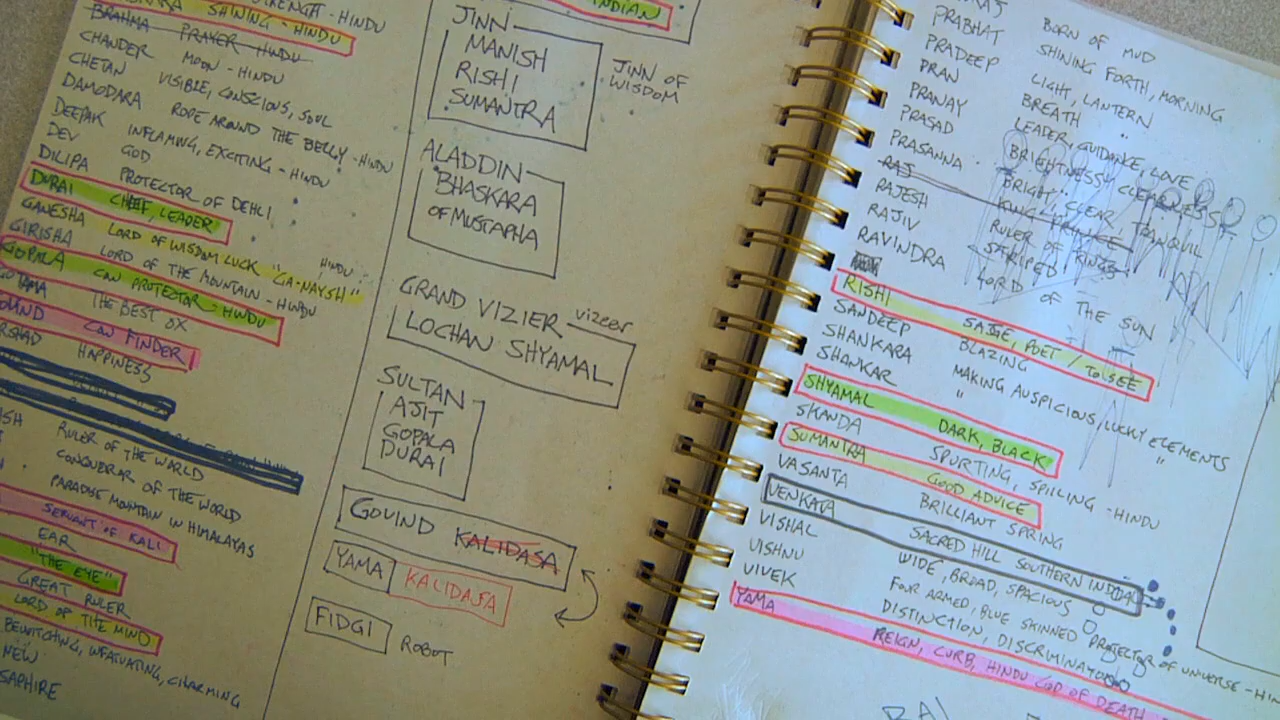 STRENGTH - HINDU
SHINING - HINDU
BRAHMA PRAYER HINDU
CHANDER MOON - HINDU
CHETAN VISIBLE, CONSCIOUS, SOUL
DAMODARA ROPE AROUND THE BELLY - HINDU
DEEPAK INFLAMING, EXCITING - HINDU
DEV GOD
DILIPA PROTECTOR OF DEHLI
DURAI CHIEF, LEADER
GANESHA LORD OF WISDOM LUCK "GA-NAYSH" HINDU
GIRISHA LORD OF THE MOUNTAIN - HINDU
GOPALA COW PROTECTOR - HINDU
GOTAMA THE BEST OX
COW FINDER
HAPPINESS
RULER OF THE WORLD
CONQUERAR OF THE WORLD
PARADISE MOUNTAIN IN HIMALAYAS
SERVANT OF KALI
EAR
"THE EYE"
GREAT RULER
LORD OF THE MIND
BEWITCHING, INFATUATING, CHARMING
NEW
SAPHIRE
INDIAN
JINN
MANISH
RISHI
SUMANTRA
JINN OF
WISDOM
ALADDIN
BHASKARA
OF MUSTAPHA
GRAND VIZIER vizeer
LOCHAN SHYAMAL
SULTAN
AJIT
GOPALA
DURAI
GOVIND KALIDASA
YAMA KALIDASA
FIDGI ROBOT
BORN OF MUD
PRABHAT SHINING FORTH, MORNING
PRADEEP LIGHT, LANTERN
PRAN BREATH
PRANAY LEADER, GUIDANCE, LOVE
PRASAD BRIGHTNESS, CLEARNESS
PRASANNA BRIGHT, CLEAR, TRANQUIL
RAJ KING PRINCE
RAJESH RULER OF KINGS
RAJIV STRIPED
RAVINDRA LORD OF THE SUN
RISHI SAGE, POET / TO SEE
SANDEEP BLAZING
SHANKARA MAKING AUSPICIOUS/LUCKY ELEMENTS
SHANKAR " "
SHYAMAL DARK, BLACK
SKANDA SPURTING, SPILING - HINDU
SUMANTRA GOOD ADVICE
VASANTA BRILLIANT SPRING
VENKATA SACRED HILL SOUTHERN INDIA
VISHAL WIDE, BROAD, SPACIOUS
VISHNU FOUR ARMED, BLUE SKINNED PROTECTOR OF UNIVERSE - HIN
VIVEK DISTINCTION, DISCRIMINATION
YAMA REIGN, CURB, HINDU GOD OF DEATH